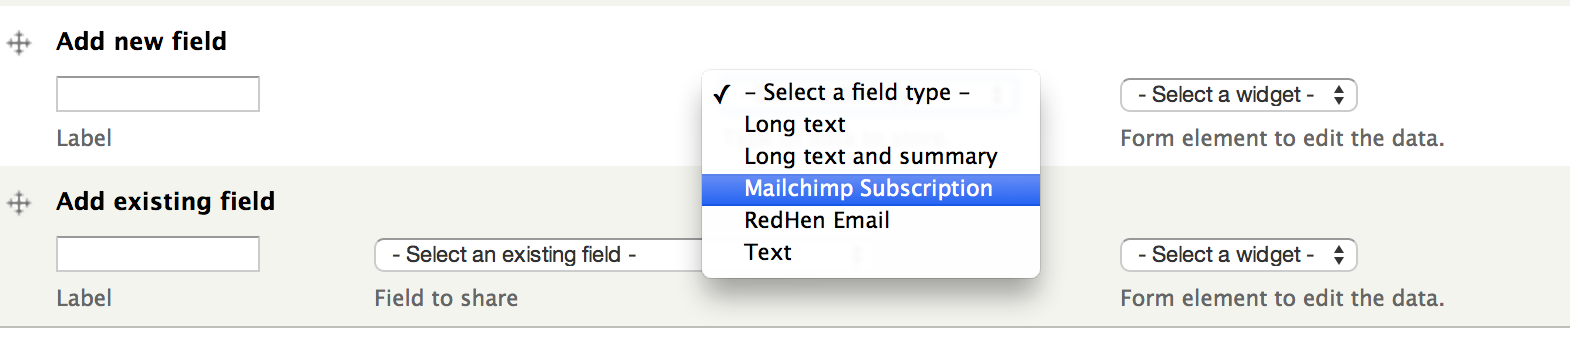 Add new field
- Select a field type -
Long text
Long text and summary
Mailchimp Subscription
RedHen Email
Text
- Select a widget -
Label
Form element to edit the data.
Add existing field
- Select an existing field -
- Select a widget -
Label
Field to share
Form element to edit the data.